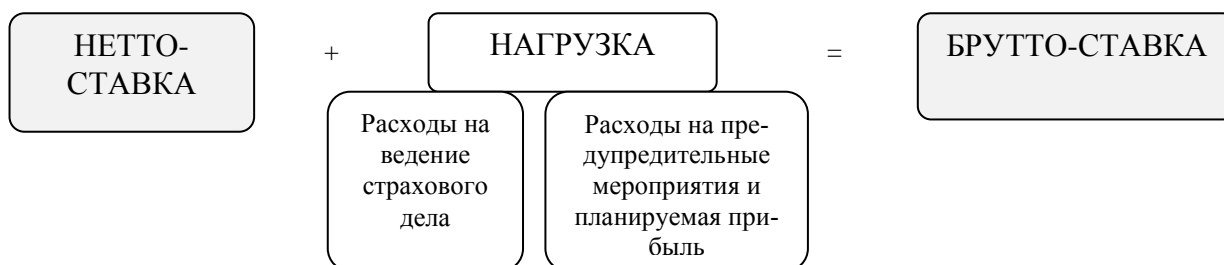 НЕТТО-
СТАВКА
+
НАГРУЗКА
=
БРУТТО-СТАВКА
Расходы на
ведение
страхового
дела
Расходы на пре-
дупредительные
мероприятия и
планируемая при-
быль